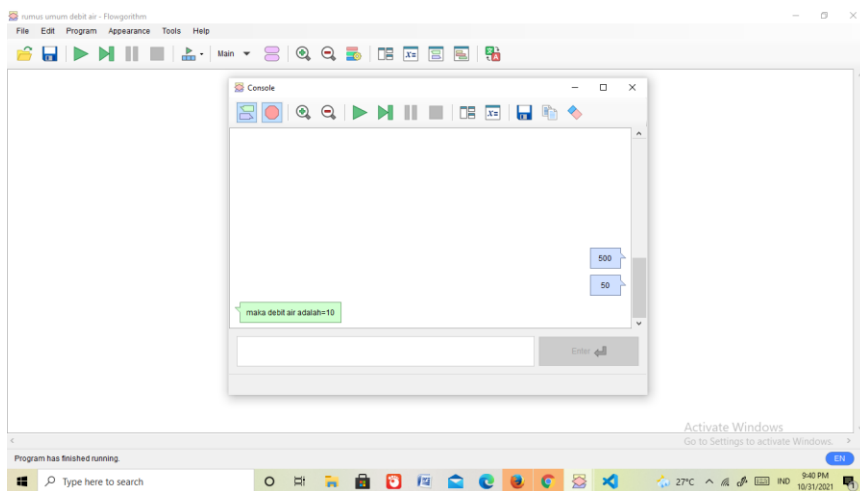 rumus umum debit air - Flowgorithm
File Edit Program Appearance Tools Help
Main
X=
Console
X=
500
50
maka debit air adalah=10
Enter
Activate Windows
Go to Settings to activate Windows.
Program has finished running.
EN
Type here to search
27°C
IND
9:40 PM
10/31/2021